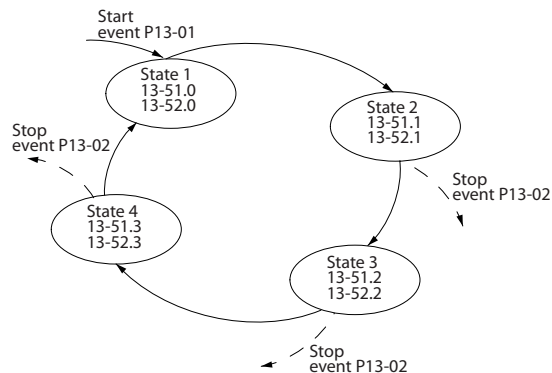 Start
event P13-01
State 1
13-51.0
13-52.0
State 2
13-51.1
13-52.1
Stop
event P13-02
Stop
event P13-02
State 4
13-51.3
13-52.3
State 3
13-51.2
13-52.2
Stop
event P13-02